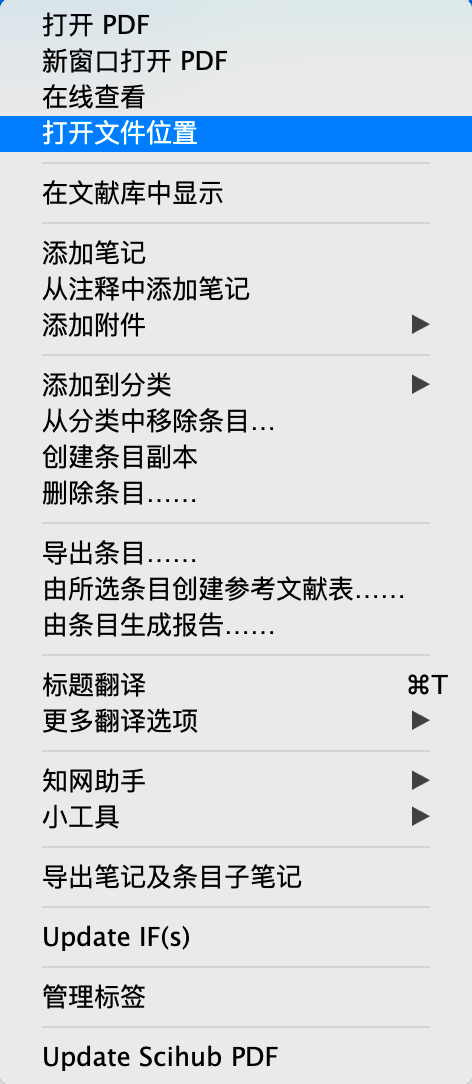 打开 PDF
新窗口打开 PDF
在线查看
打开文件位置
在文献库中显示
添加笔记
从注释中添加笔记
添加附件
添加到分类
从分类中移除条目…
创建条目副本
删除条目……
导出条目……
由所选条目创建参考文献表……
由条目生成报告……
标题翻译 ⌘T
更多翻译选项
知网助手
小工具
导出笔记及条目子笔记
Update IF(s)
管理标签
Update Scihub PDF